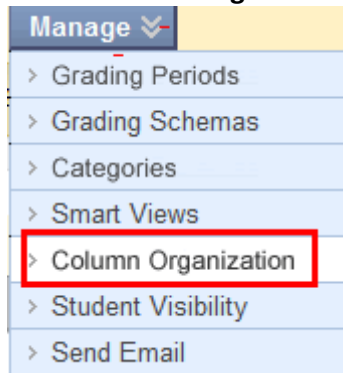 Manage
> Grading Periods
> Grading Schemas
> Categories
> Smart Views
> Column Organization
> Student Visibility
> Send Email